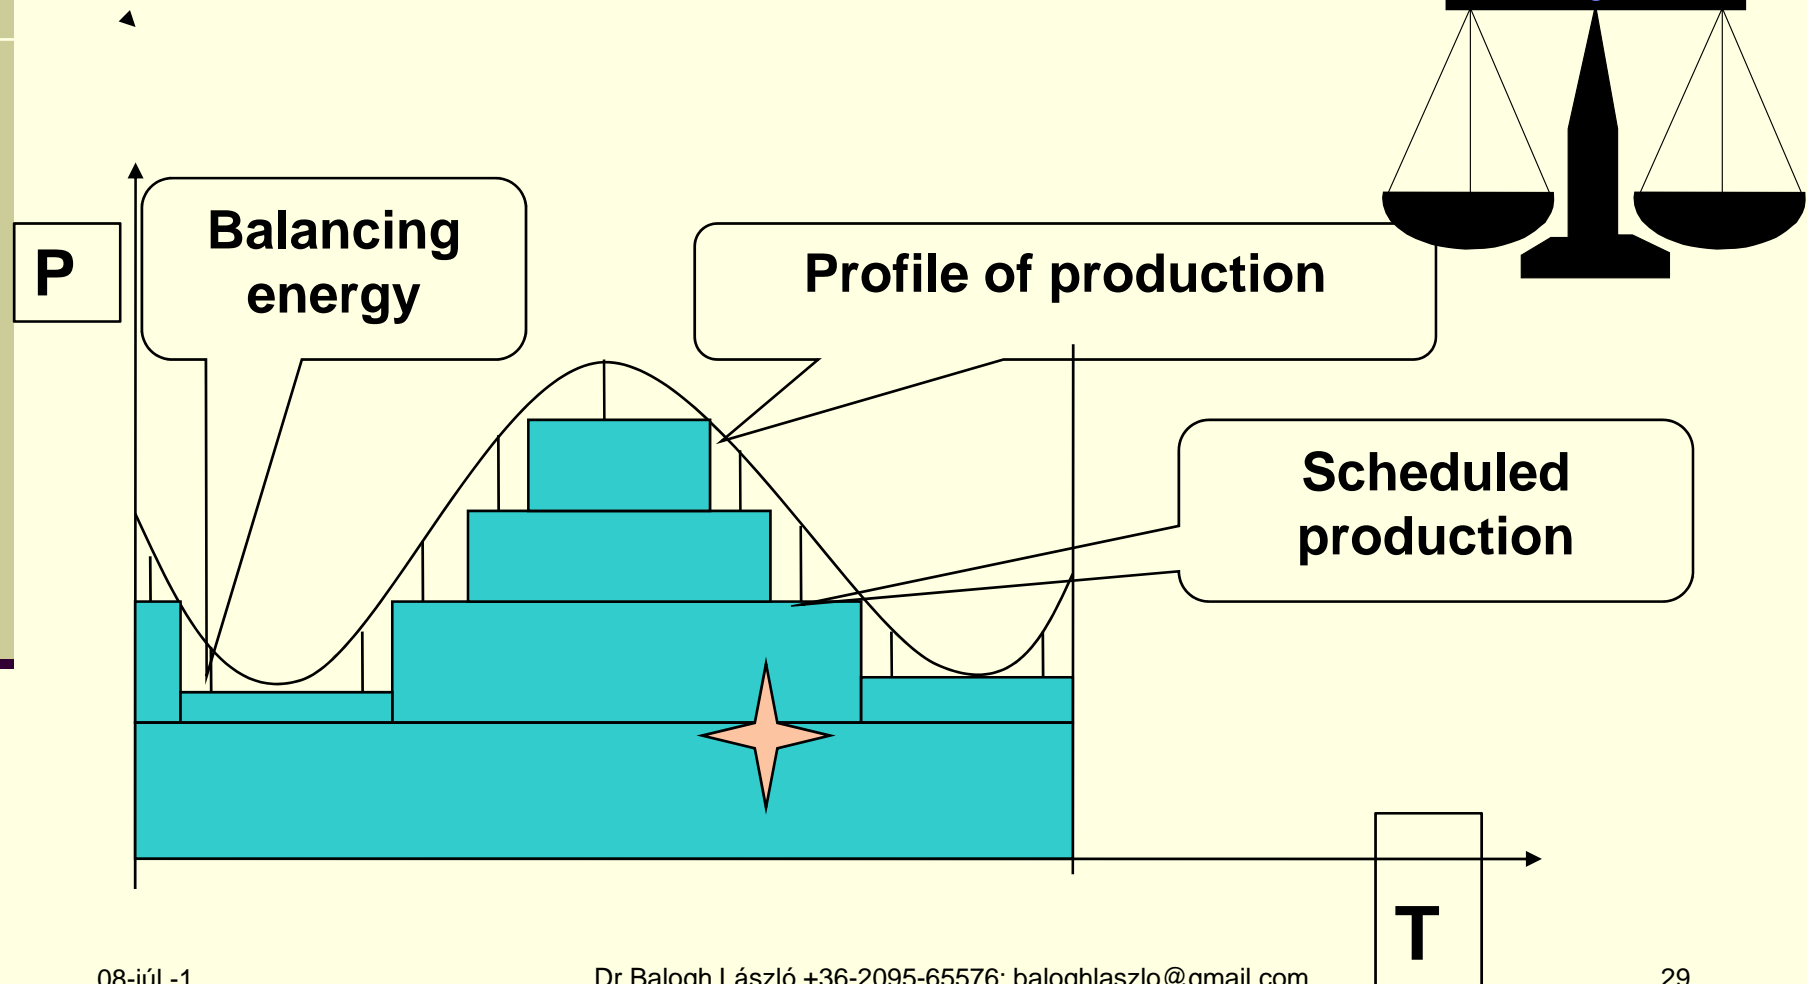 Balancing
energy
P
Profile of production
Scheduled
production
T
08-júl.-1
Dr Balogh László +36-2095-65576; baloghlaszlo@gmail.com
29